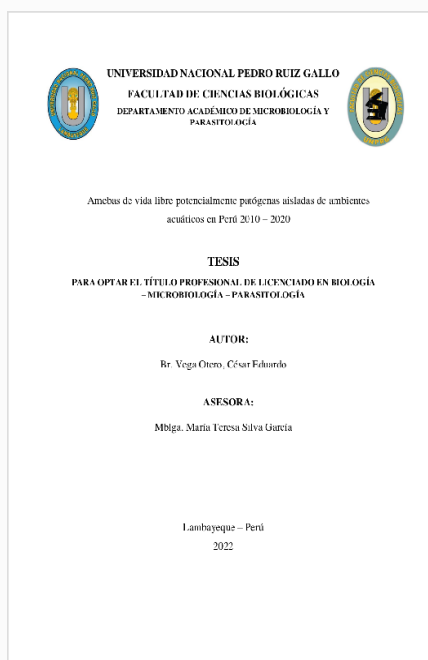 UNIVERSIDAD NACIONAL PEDRO RUIZ GALLO
FACULTAD DE CIENCIAS BIOLÓGICAS
DEPARTAMENTO ACADÉMICO DE MICROBIOLOGÍA Y
PARASITOLOGÍA
Amebas de vida libre potencialmente patógenas aisladas de ambientes
acuáticos en Perú 2010 – 2020
TESIS
PARA OPTAR EL TÍTULO PROFESIONAL DE LICENCIADO EN BIOLOGÍA
– MICROBIOLOGÍA – PARASITOLOGÍA
AUTOR:
Br. Vega Otero, César Eduardo
ASESORA:
Mblga. María Teresa Silva García
Lambayeque – Perú
2022